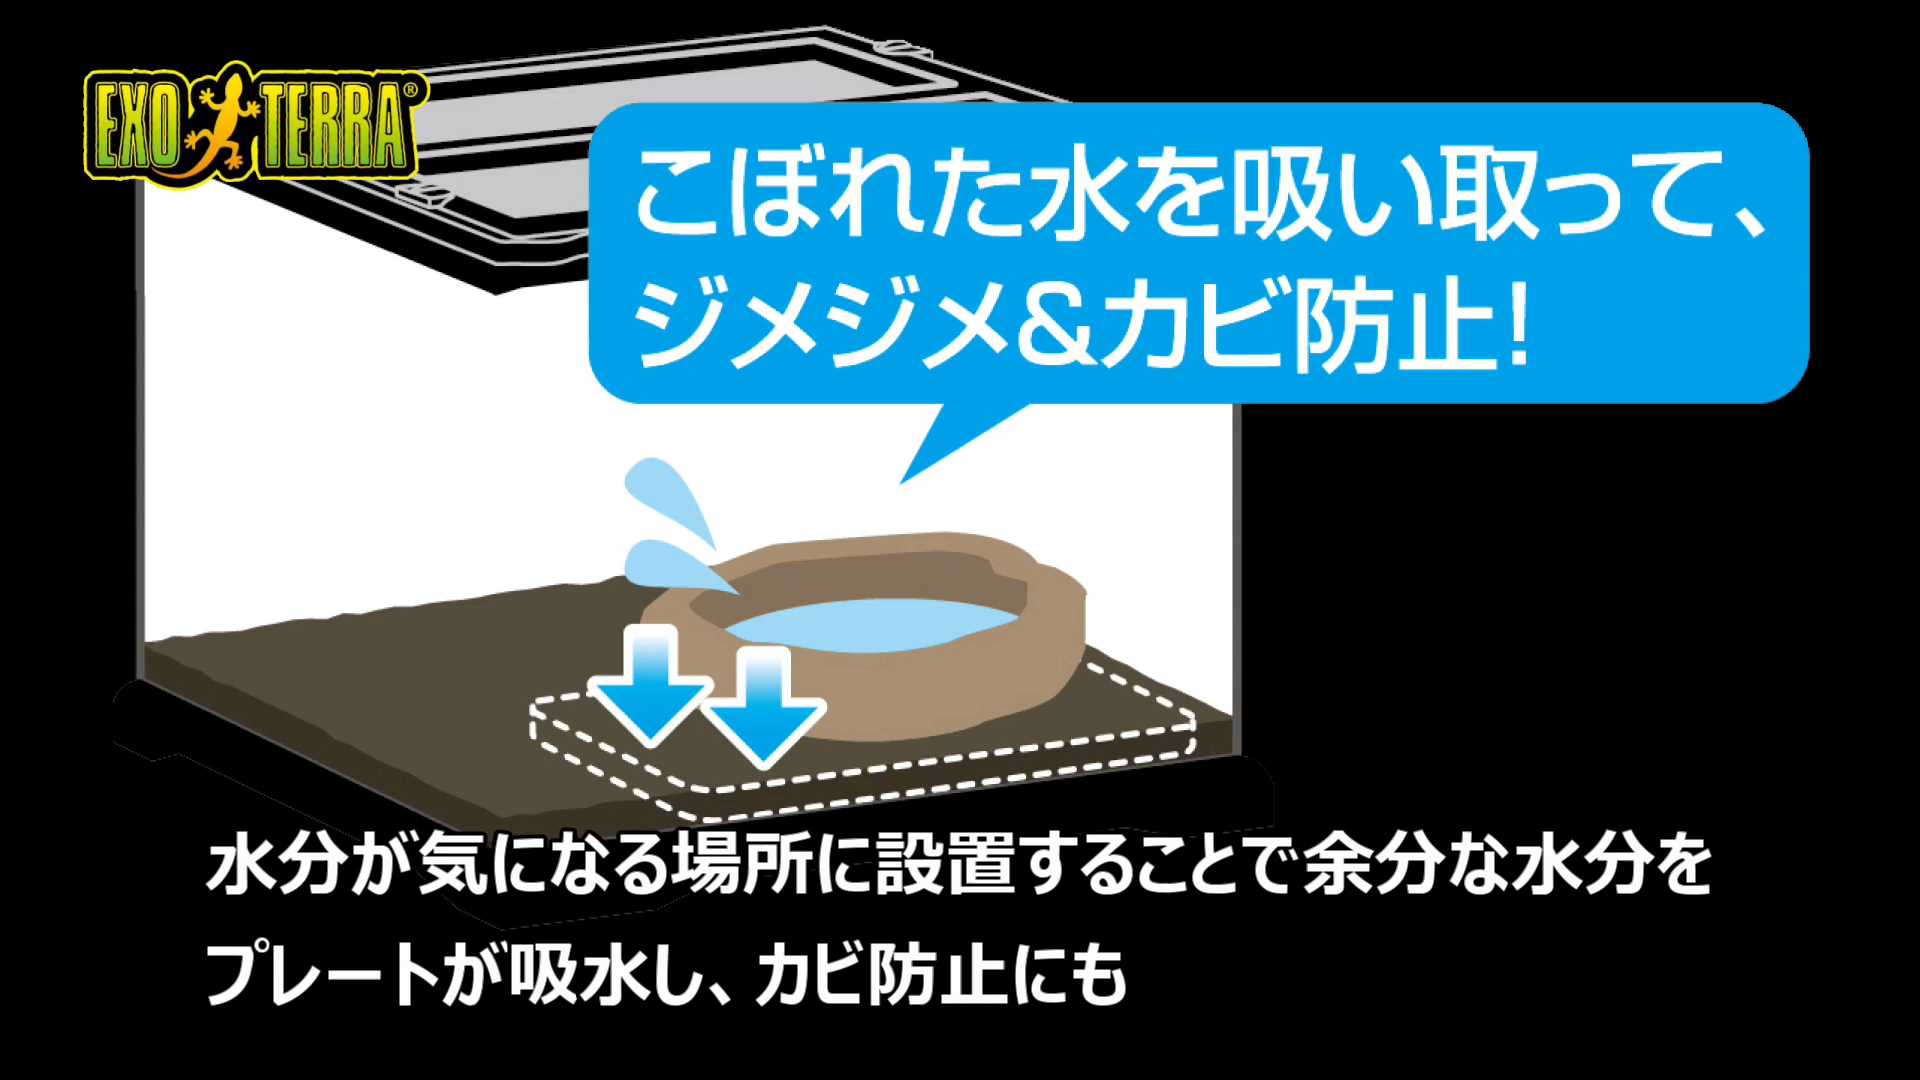 EXO TERRA®
こぼれた水を吸い取って、
ジメジメ&カビ防止!
水分が気になる場所に設置することで余分な水分を
プレートが吸水し、カビ防止にも